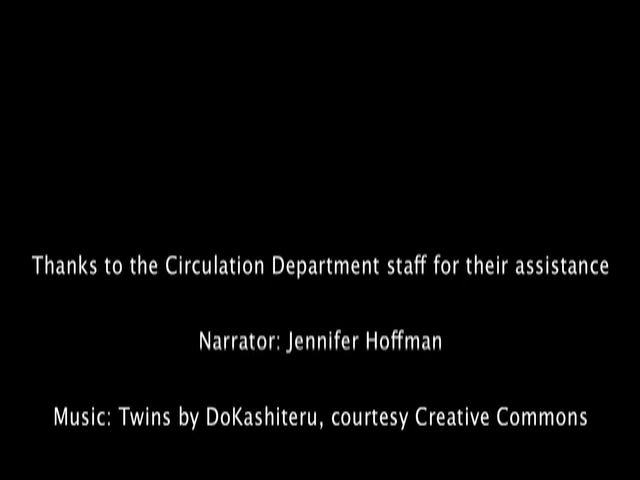 Thanks to the Circulation Department staff for their assistance
Narrator: Jennifer Hoffman
Music: Twins by DoKashiteru, courtesy Creative Commons